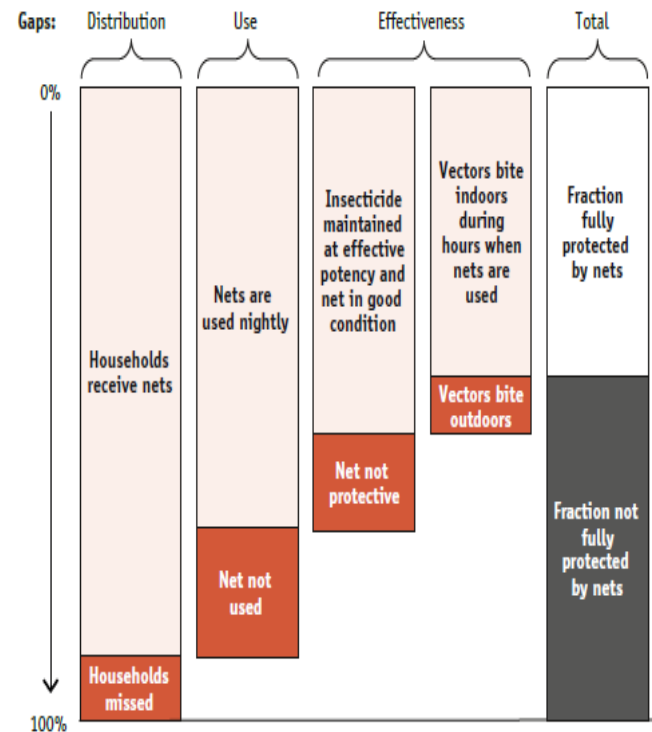 Gaps: Distribution Use Effectiveness Total
0%
Households
receive nets
Households
missed
Nets are
used nightly
Net not
used
Insecticide
maintained
at effective
potency and
net in good
condition
Net not
protective
Vectors bite
indoors
during
hours when
nets are
used
Vectors bite
outdoors
Fraction
fully
protected
by nets
Fraction not
fully
protected
by nets
100%